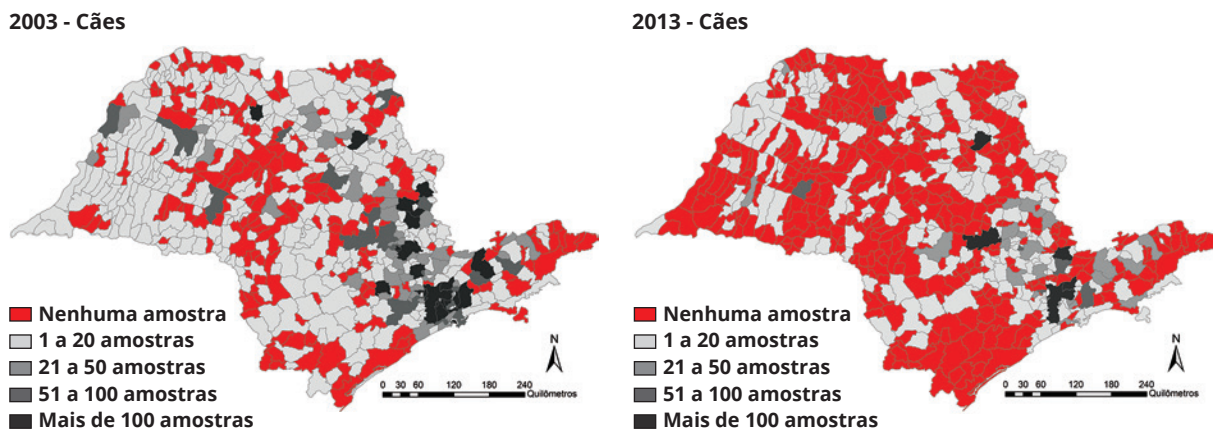 2003 - Cães
Nenhuma amostra
1 a 20 amostras
21 a 50 amostras
51 a 100 amostras
Mais de 100 amostras
N
0 30 60 120 180 240
Quilômetros
2013 - Cães
Nenhuma amostra
1 a 20 amostras
21 a 50 amostras
51 a 100 amostras
Mais de 100 amostras
N
0 30 60 120 180 240
Quilômetros